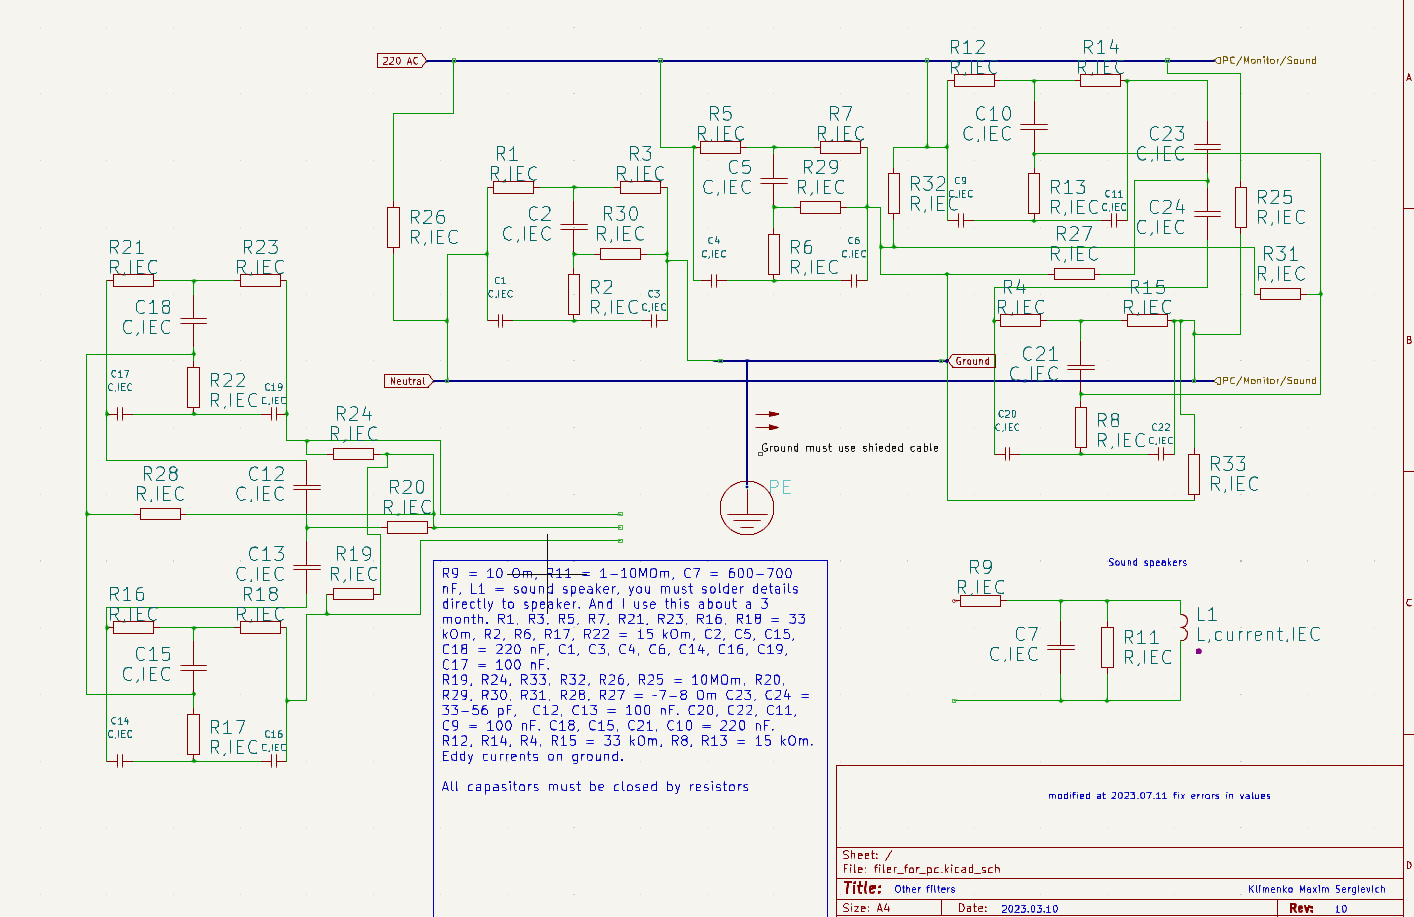 220 AC
PC/Monitor/Sound
R12
R,IEC
R14
R,IEC
C10
C,IEC
C23
C,IEC
R5
R,IEC
R7
R,IEC
C5
C,IEC
R29
R,IEC
R1
R,IEC
R3
R,IEC
R32
R,IEC
C9
C,IEC
R13
R,IEC
C11
C,IEC
C24
C,IEC
R25
R,IEC
R26
R,IEC
C2
C,IEC
R30
R,IEC
C4
C,IEC
R6
R,IEC
C6
C,IEC
R27
R,IEC
R31
R,IEC
R21
R,IEC
R23
R,IEC
C1
C,IEC
R2
R,IEC
C3
C,IEC
R4
R,IEC
R15
R,IEC
C18
C,IEC
C21
C,IEC
Ground
Neutral
PC/Monitor/Sound
C17
C,IEC
R22
R,IEC
C19
C,IEC
C20
C,IEC
R8
R,IEC
C22
C,IEC
R24
R,IEC
Ground must use shieded cable
R33
R,IEC
R28
R,IEC
C12
C,IEC
R20
R,IEC
PE
C13
C,IEC
R19
R,IEC
R16
R,IEC
R18
R,IEC
C15
C,IEC
C14
C,IEC
R17
R,IEC
C16
C,IEC
R9 = 10 Om, R11 = 1-10MOm, C7 = 600-700
nF, L1 = sound speaker, you must solder details
directly to speaker. And I use this about a 3
month. R1, R3, R5, R7, R21, R23, R16, R18 = 33
kOm, R2, R6, R17, R22 = 15 kOm, C2, C5, C15,
C18 = 220 nF, C1, C3, C4, C6, C14, C16, C19,
C17 = 100 nF.
R19, R24, R33, R32, R26, R25 = 10MOm, R20,
R29, R30, R31, R28, R27 = -7-8 Om C23, C24 =
33-56 pF,  C12, C13 = 100 nF. C20, C22, C11,
C9 = 100 nF. C18, C15, C21, C10 = 220 nF.
R12, R14, R4, R15 = 33 kOm, R8, R13 = 15 kOm.
Eddy currents on ground.
All capasitors must be closed by resistors
Sound speakers
R9
R,IEC
C7
C,IEC
R11
R,IEC
L1
L,current,IEC
modified at 2023.07.11 fix errors in values
Sheet: /
File: filer_for_pc.kicad_sch
Title: Other filters Klimenko Maxim Sergievich
Size: A4 Date: 2023.03.10 Rev: 10
A
B
C
D